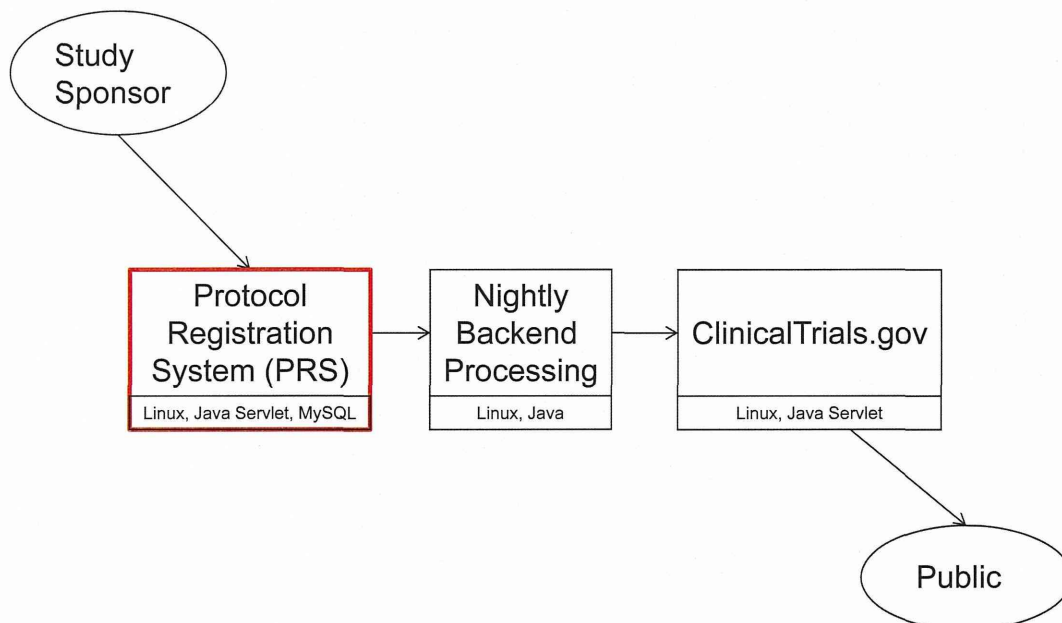 Study
Sponsor
Protocol
Registration
System (PRS)
Linux, Java Servlet, MySQL
Nightly
Backend
Processing
Linux, Java
ClinicalTrials.gov
Linux, Java Servlet
Public